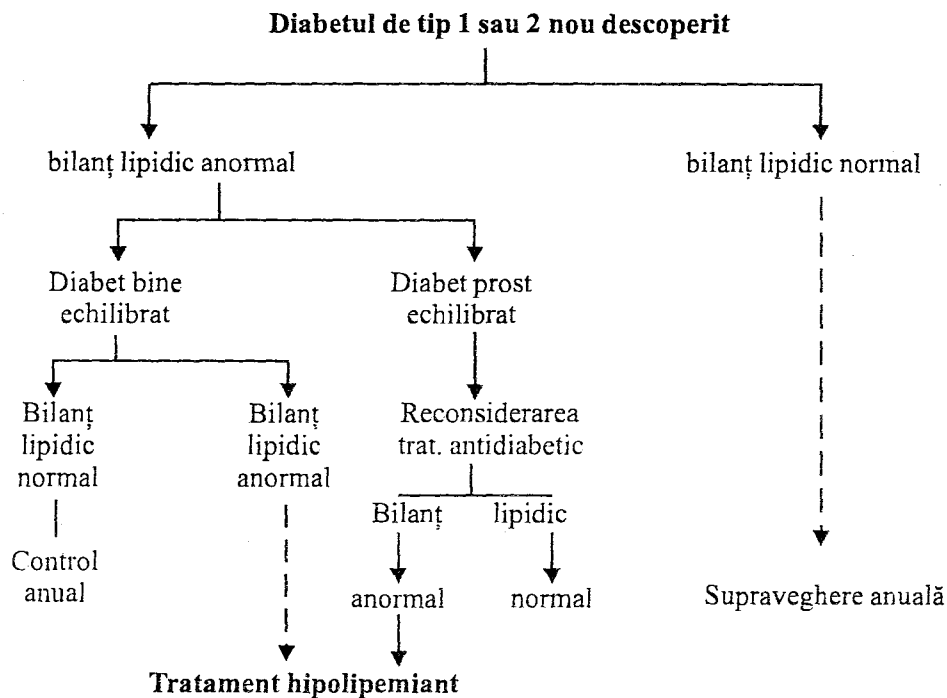 Diabetul de tip 1 sau 2 nou descoperit
bilanț lipidic anormal
bilanț lipidic normal
Diabet bine
echilibrat
Diabet prost
echilibrat
Bilanț
lipidic
normal
Bilanț
lipidic
anormal
Reconsiderarea
trat. antidiabetic
Bilanț lipidic
Control
anual
anormal
normal
Supraveghere anuală
Tratament hipolipemiant